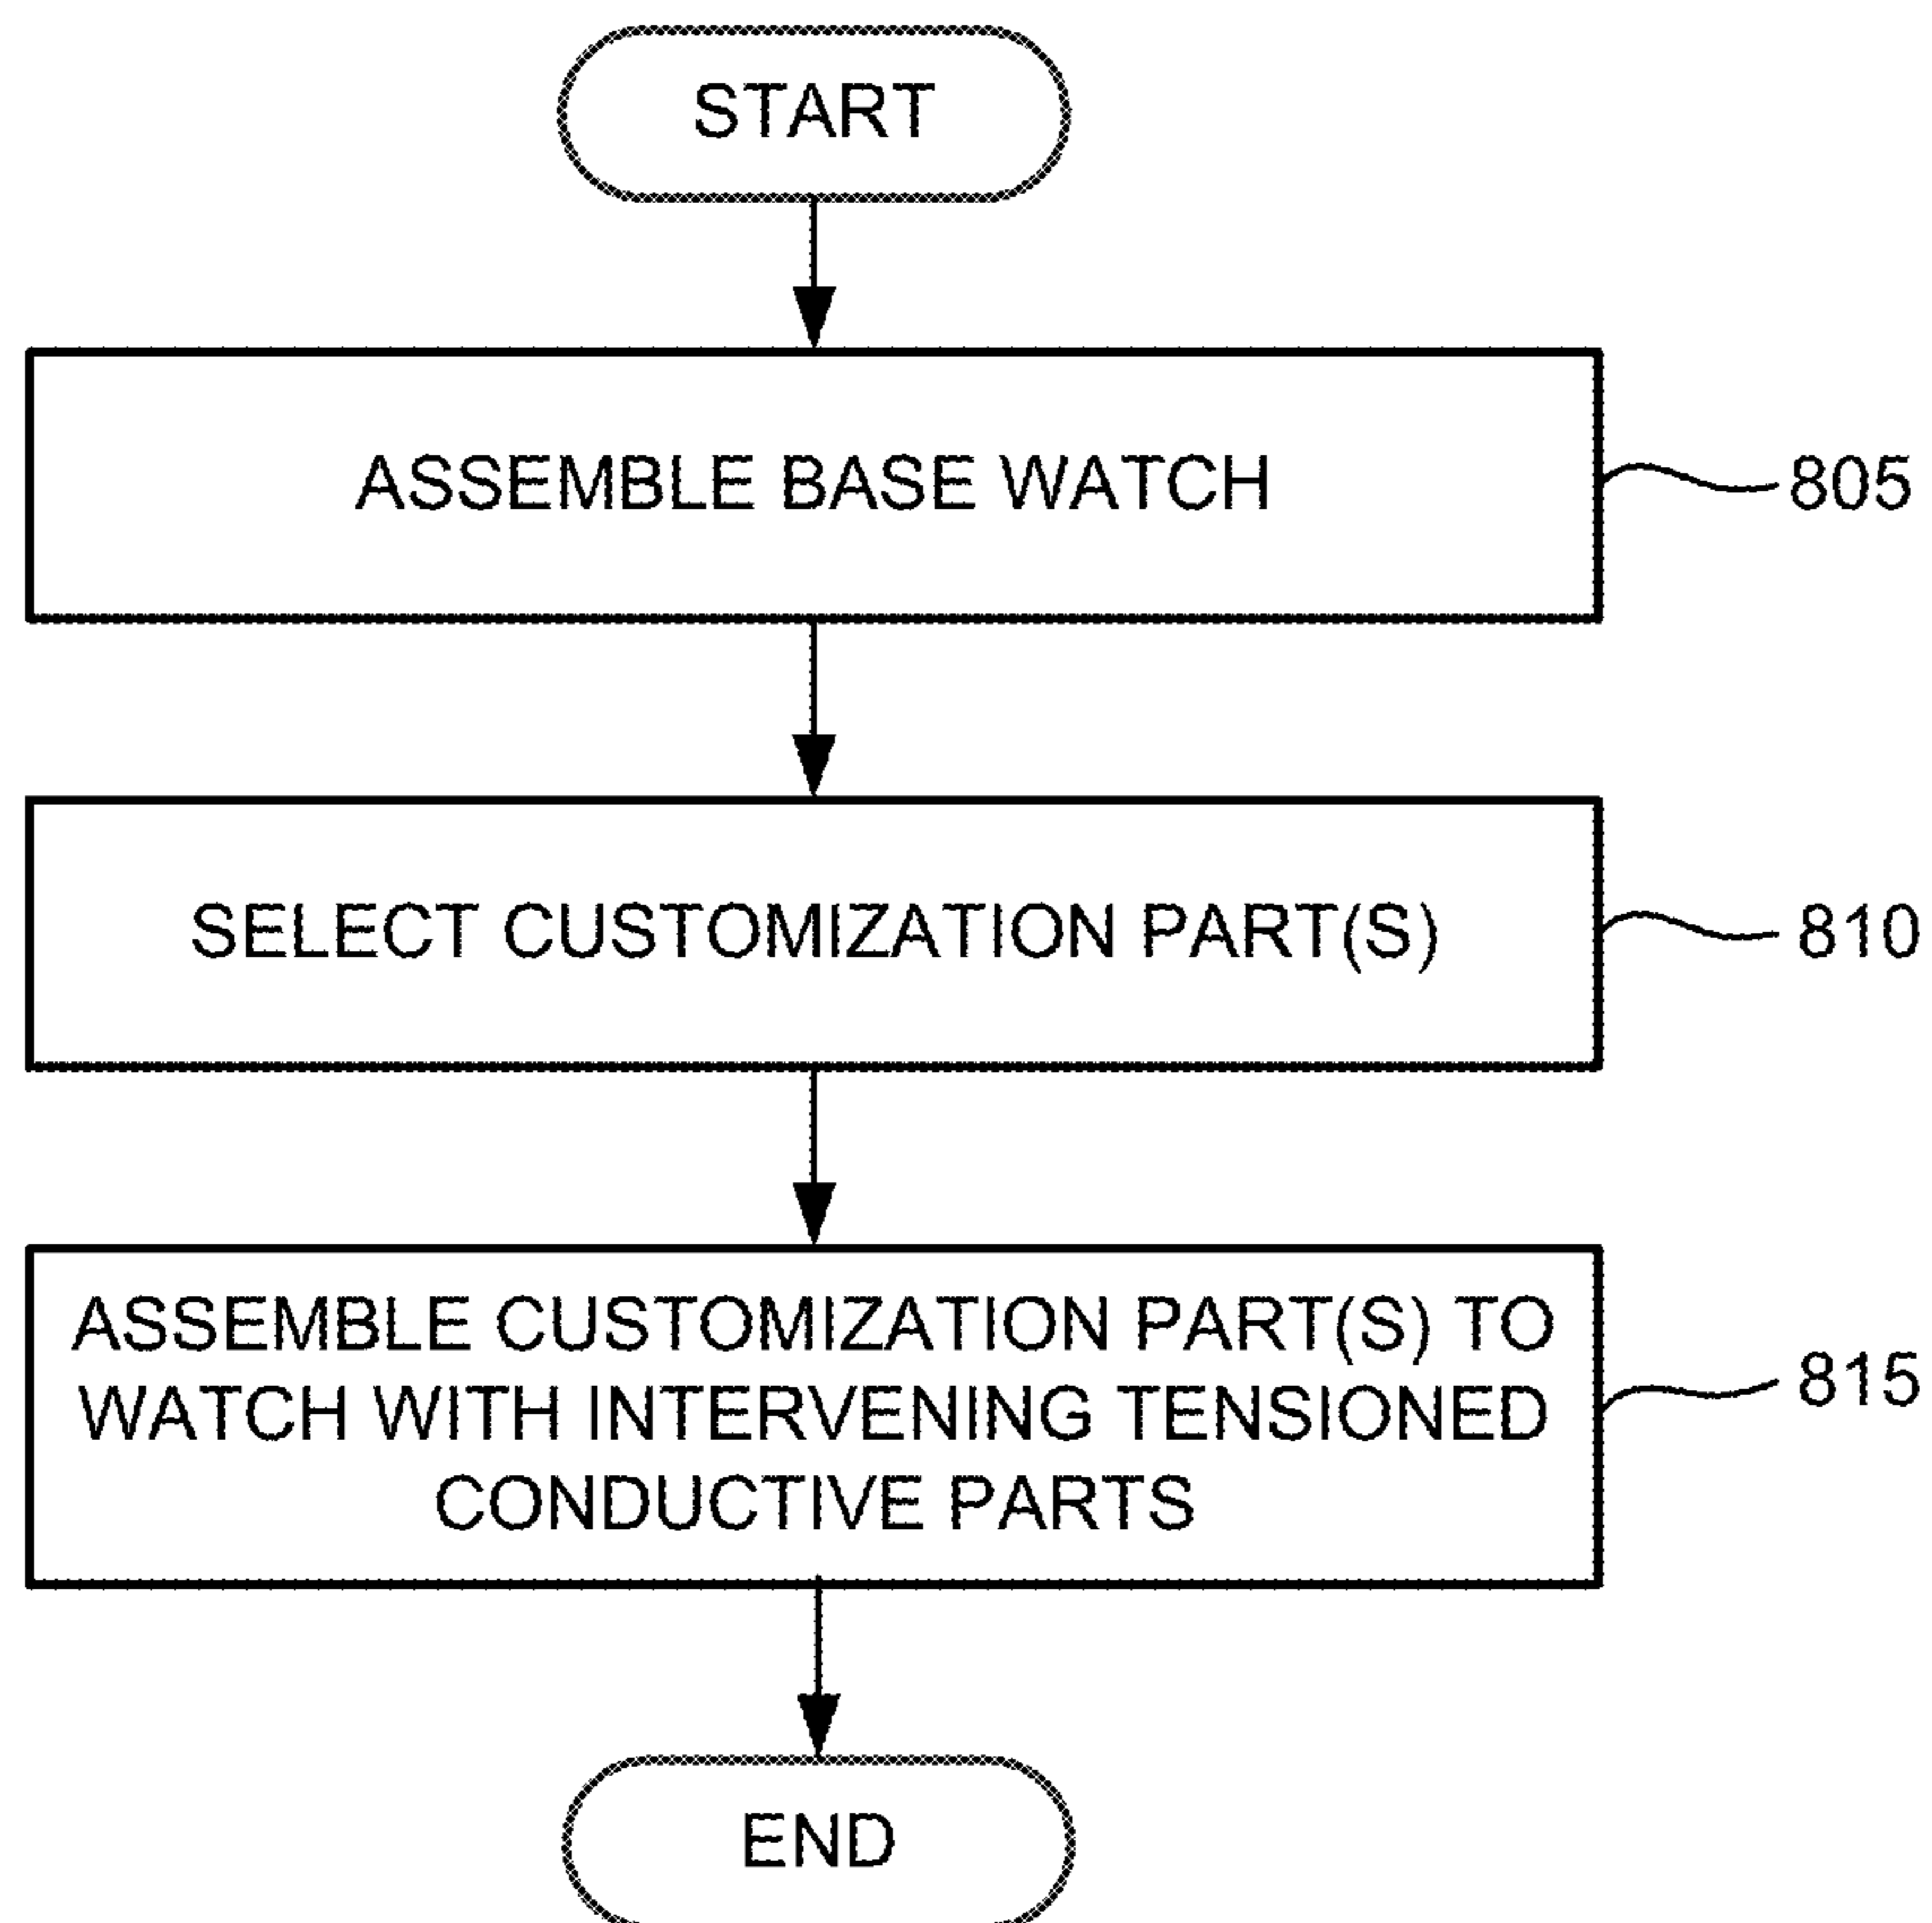 START
ASSEMBLE BASE WATCH
805
SELECT CUSTOMIZATION PART(S)
810
ASSEMBLE CUSTOMIZATION PART(S) TO
WATCH WITH INTERVENING TENSIONED
CONDUCTIVE PARTS
815
END